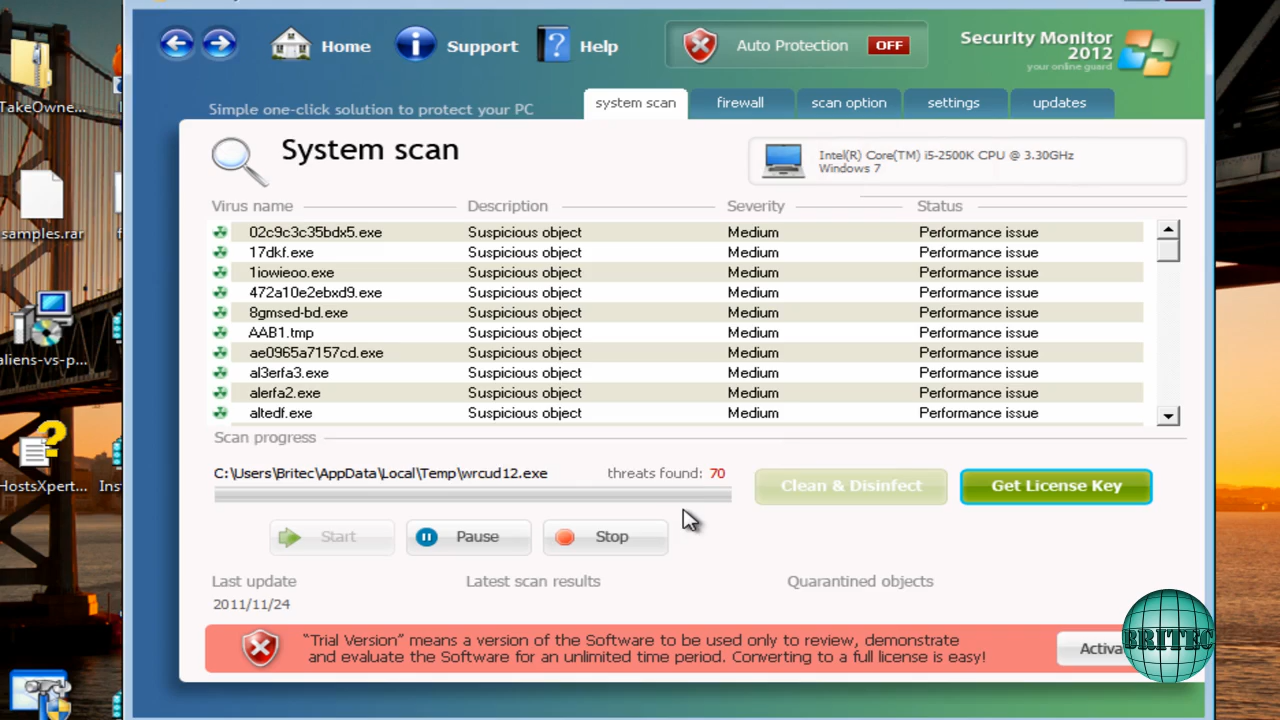 Home
Support
Help
Auto Protection OFF
Security Monitor
2012
your online guard
Simple one-click solution to protect your PC
system scan
firewall
scan option
settings
updates
System scan
Intel(R) Core(TM) i5-2500K CPU @ 3.30GHz
Windows 7
Virus name Description Severity Status
02c9c3c35bdx5.exe Suspicious object Medium Performance issue
17dkf.exe Suspicious object Medium Performance issue
1iowieoo.exe Suspicious object Medium Performance issue
472a10e2ebxd9.exe Suspicious object Medium Performance issue
8gmsed-bd.exe Suspicious object Medium Performance issue
AAB1.tmp Suspicious object Medium Performance issue
ae0965a7157cd.exe Suspicious object Medium Performance issue
al3erfa3.exe Suspicious object Medium Performance issue
alerfa2.exe Suspicious object Medium Performance issue
altedf.exe Suspicious object Medium Performance issue
Scan progress
C:\Users\Britec\AppData\Local\Temp\wrcud12.exe threats found: 70
Clean & Disinfect
Get License Key
Start
Pause
Stop
Last update Latest scan results Quarantined objects
2011/11/24
"Trial Version" means a version of the Software to be used only to review, demonstrate
and evaluate the Software for an unlimited time period. Converting to a full license is easy!
Activa
BRITEC
TakeOwne...
samples.rar
aliens-vs-p...
HostsXpert...
Ins